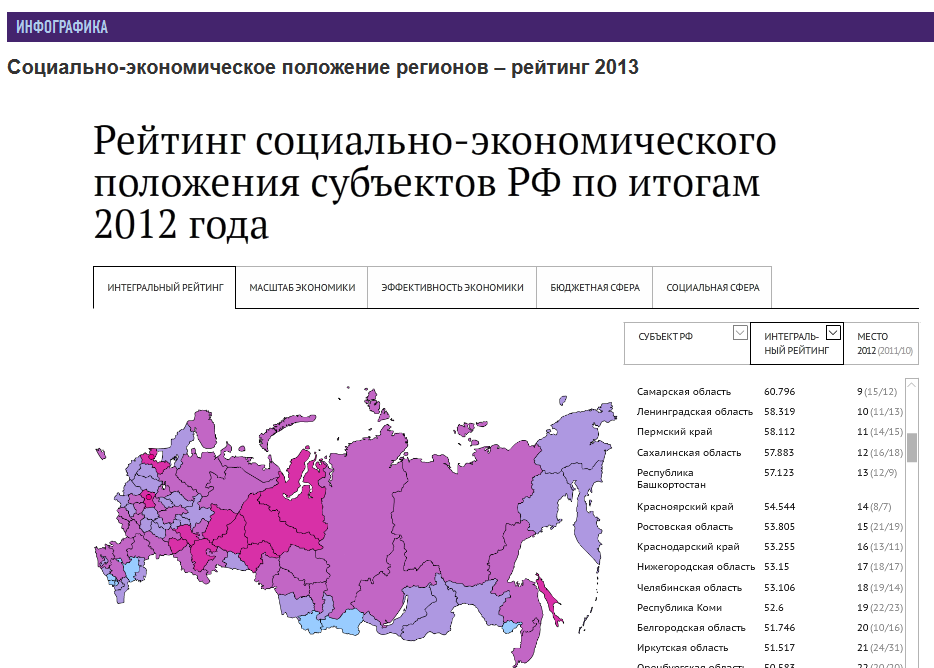 ИНФОГРАФИКА
Социально-экономическое положение регионов – рейтинг 2013
Рейтинг социально-экономического
положения субъектов РФ по итогам
2012 года
ИНТЕГРАЛЬНЫЙ РЕЙТИНГ МАСШТАБ ЭКОНОМИКИ ЭФФЕКТИВНОСТЬ ЭКОНОМИКИ БЮДЖЕТНАЯ СФЕРА СОЦИАЛЬНАЯ СФЕРА
СУБЪЕКТ РФ ИНТЕГРАЛЬ- МЕСТО
НЫЙ РЕЙТИНГ 2012 (2011/10)
Самарская область 60.796 9 (15/12)
Ленинградская область 58.319 10 (11/13)
Пермский край 58.112 11 (14/15)
Сахалинская область 57.883 12 (16/18)
Республика 57.123 13 (12/9)
Башкортосан
Красноярский край 54.544 14 (8/7)
Ростовская область 53.805 15 (21/19)
Краснодарский край 53.255 16 (13/11)
Нижегородская область 53.15 17 (18/17)
Челябинская область 53.106 18 (19/14)
Республика Коми 52.6 19 (22/23)
Белгородская область 51.746 20 (10/16)
Иркутская область 51.517 21 (24/31)
Оренбургская область 50.583 22 (20/20)